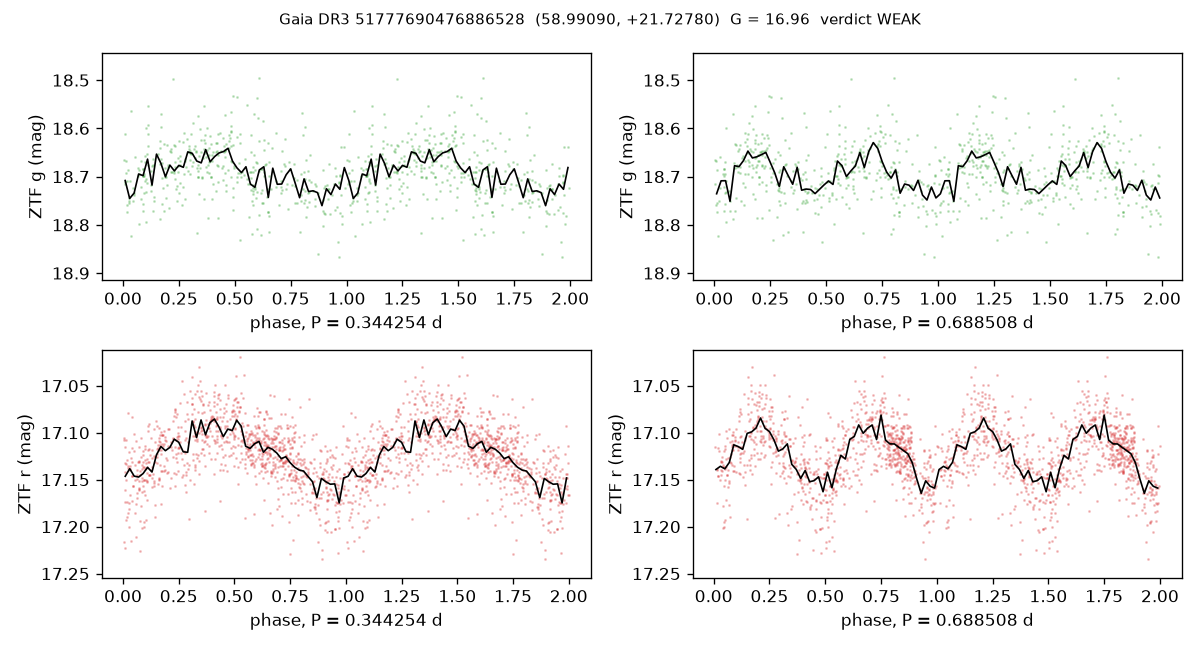 Gaia DR3 51777690476886528  (58.99090, +21.72780)  G = 16.96  verdict WEAK
ZTF g (mag)
18.5
18.6
18.7
18.8
18.9
0.00 0.25 0.50 0.75 1.00 1.25 1.50 1.75 2.00
phase, P = 0.344254 d
ZTF g (mag)
18.5
18.6
18.7
18.8
18.9
0.00 0.25 0.50 0.75 1.00 1.25 1.50 1.75 2.00
phase, P = 0.688508 d
ZTF r (mag)
17.05
17.10
17.15
17.20
17.25
0.00 0.25 0.50 0.75 1.00 1.25 1.50 1.75 2.00
phase, P = 0.344254 d
ZTF r (mag)
17.05
17.10
17.15
17.20
17.25
0.00 0.25 0.50 0.75 1.00 1.25 1.50 1.75 2.00
phase, P = 0.688508 d